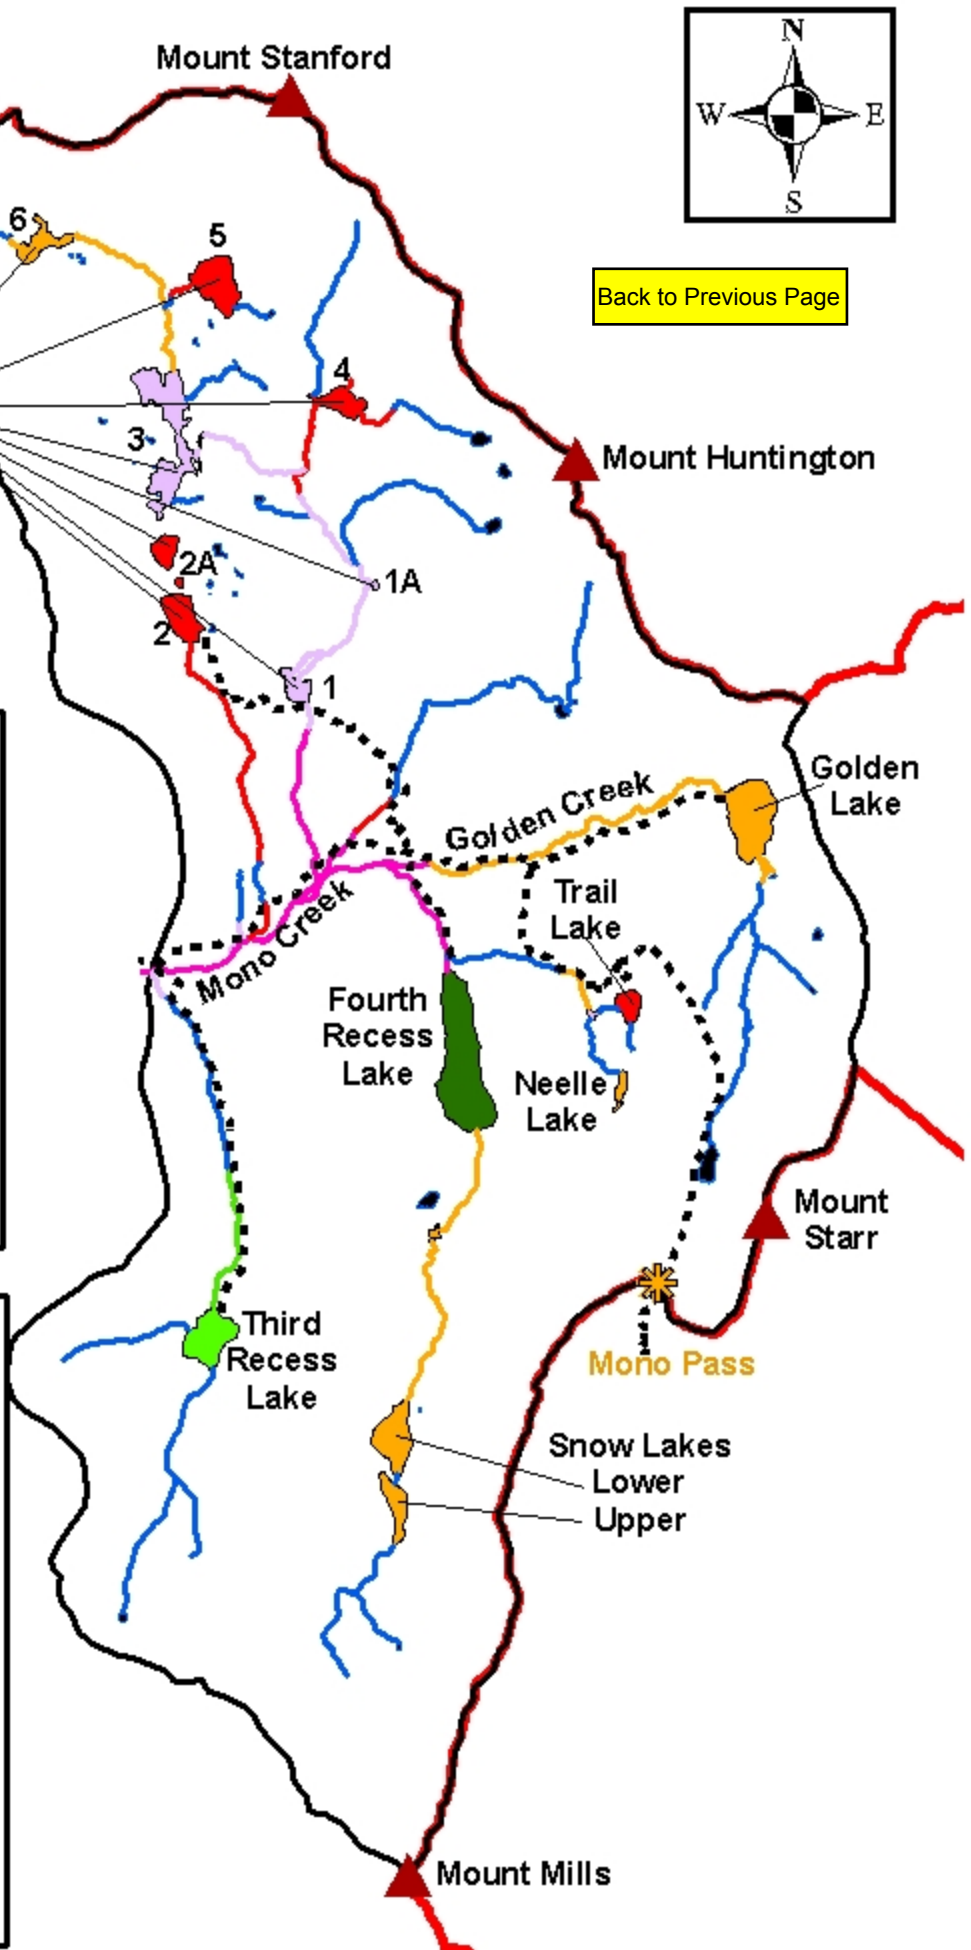 Mount Stanford
N
W
E
S
6
5
Back to Previous Page
4
3
Mount Huntington
2A
1A
2
1
Golden
Lake
Golden Creek
Trail
Lake
Mono Creek
Fourth
Recess
Lake
Neelle
Lake
Mount
Starr
Third
Recess
Lake
Mono Pass
Snow Lakes
Lower
Upper
Mount Mills